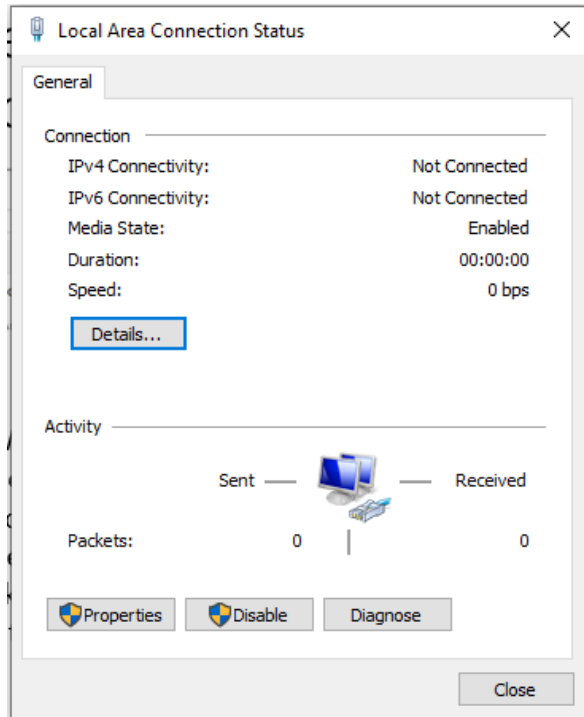 Local Area Connection Status
General
Connection
IPv4 Connectivity: Not Connected
IPv6 Connectivity: Not Connected
Media State: Enabled
Duration: 00:00:00
Speed: 0 bps
Details...
Activity
Sent Received
Packets: 0 0
Properties Disable Diagnose
Close